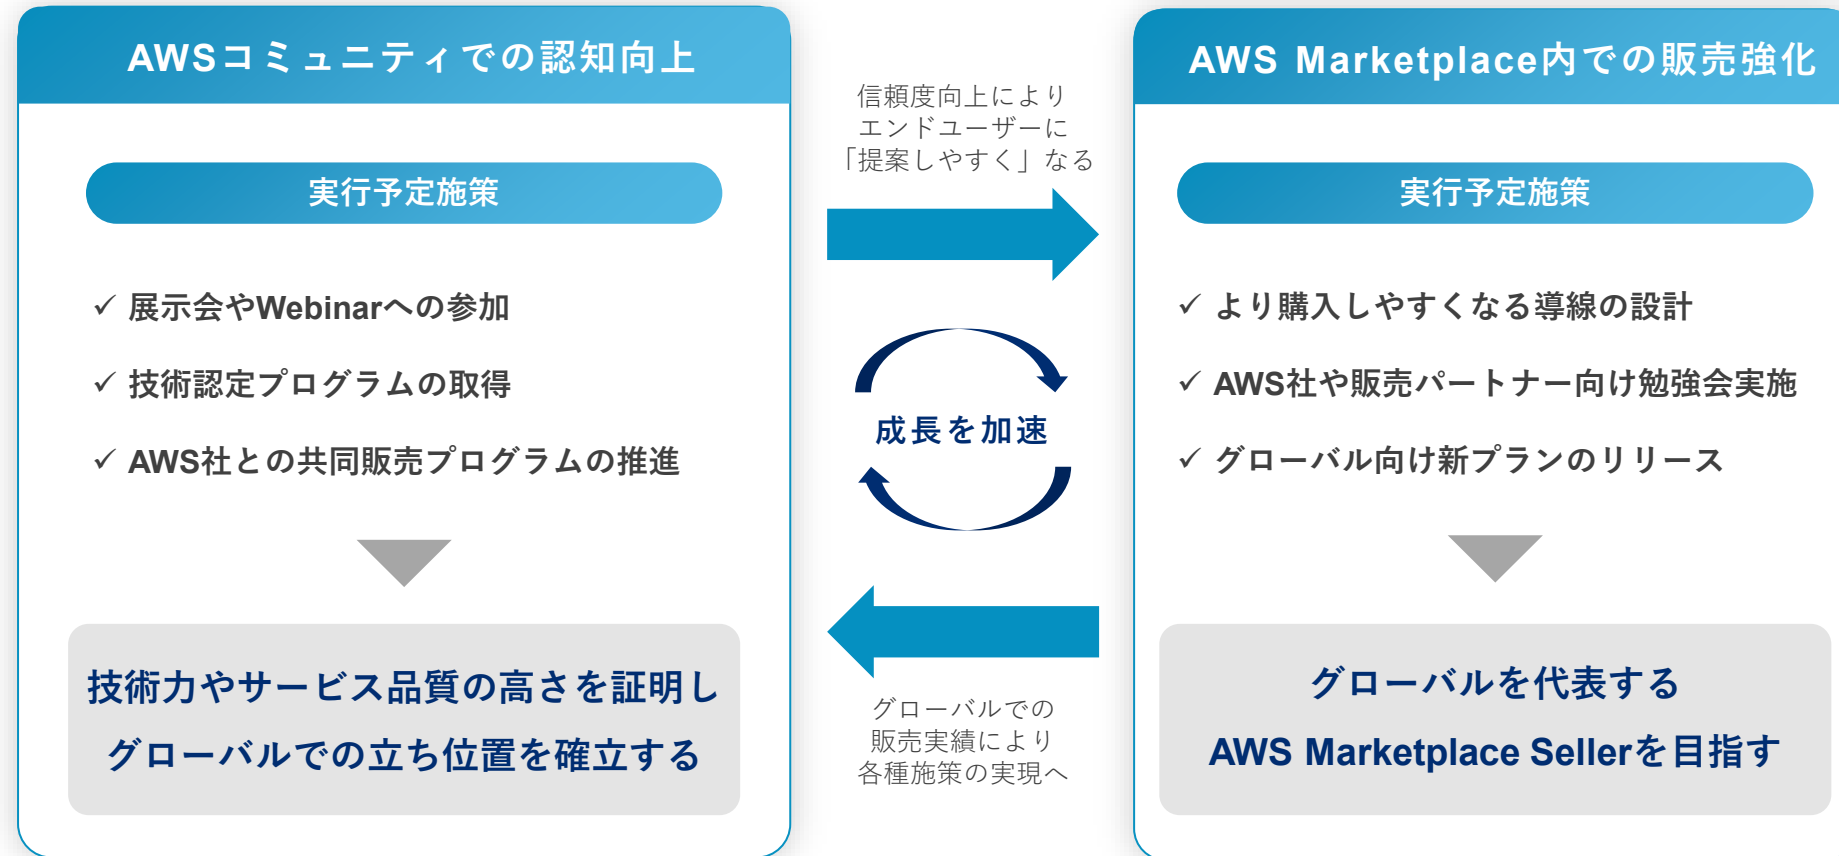 AWSコミュニティでの認知向上
実行予定施策
✓ 展示会やWebinarへの参加
✓ 技術認定プログラムの取得
✓ AWS社との共同販売プログラムの推進
技術力やサービス品質の高さを証明し
グローバルでの立ち位置を確立する
信頼度向上により
エンドユーザーに
「提案しやすく」なる
成長を加速
グローバルでの
販売実績により
各種施策の実現へ
AWS Marketplace内での販売強化
実行予定施策
✓ より購入しやすくなる導線の設計
✓ AWS社や販売パートナー向け勉強会実施
✓ グローバル向け新プランのリリース
グローバルを代表する
AWS Marketplace Sellerを目指す